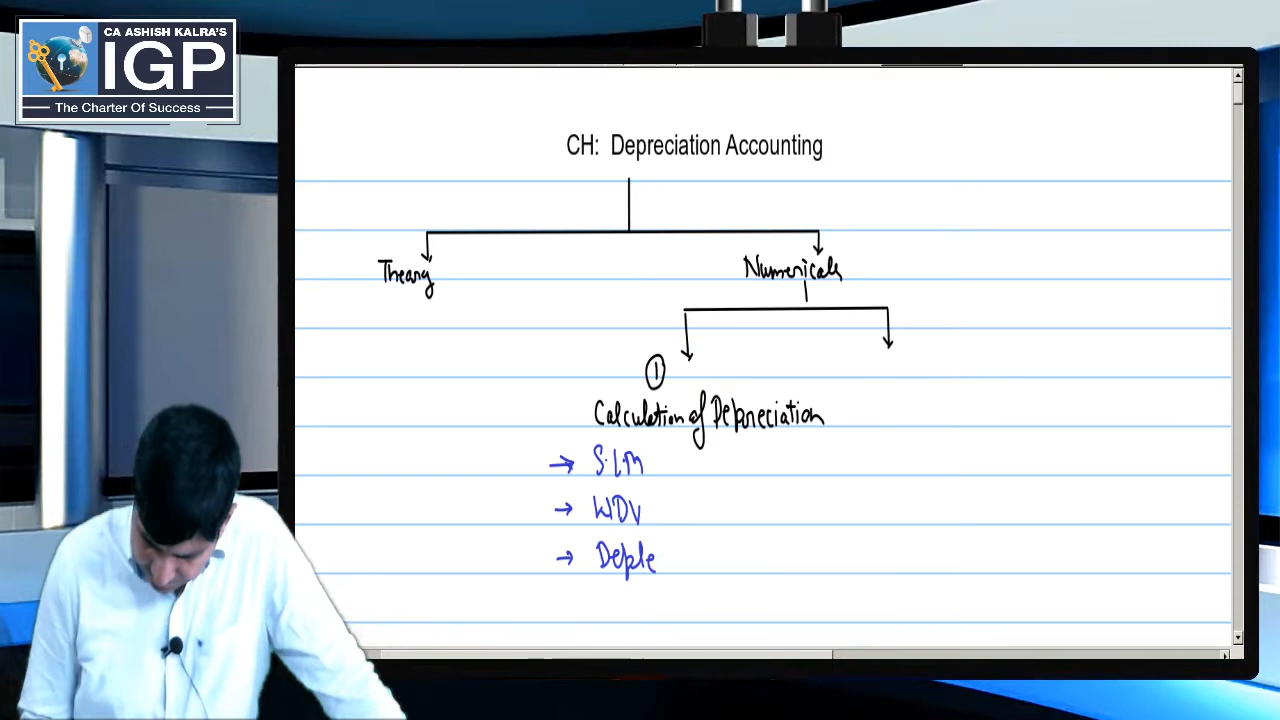 CA ASHISH KALRA'S
IGP
The Charter Of Success
CH: Depreciation Accounting
Theory
Numericals
①
Calculation of Depreciation
→ S.L.M
→ WDV
→ Deple